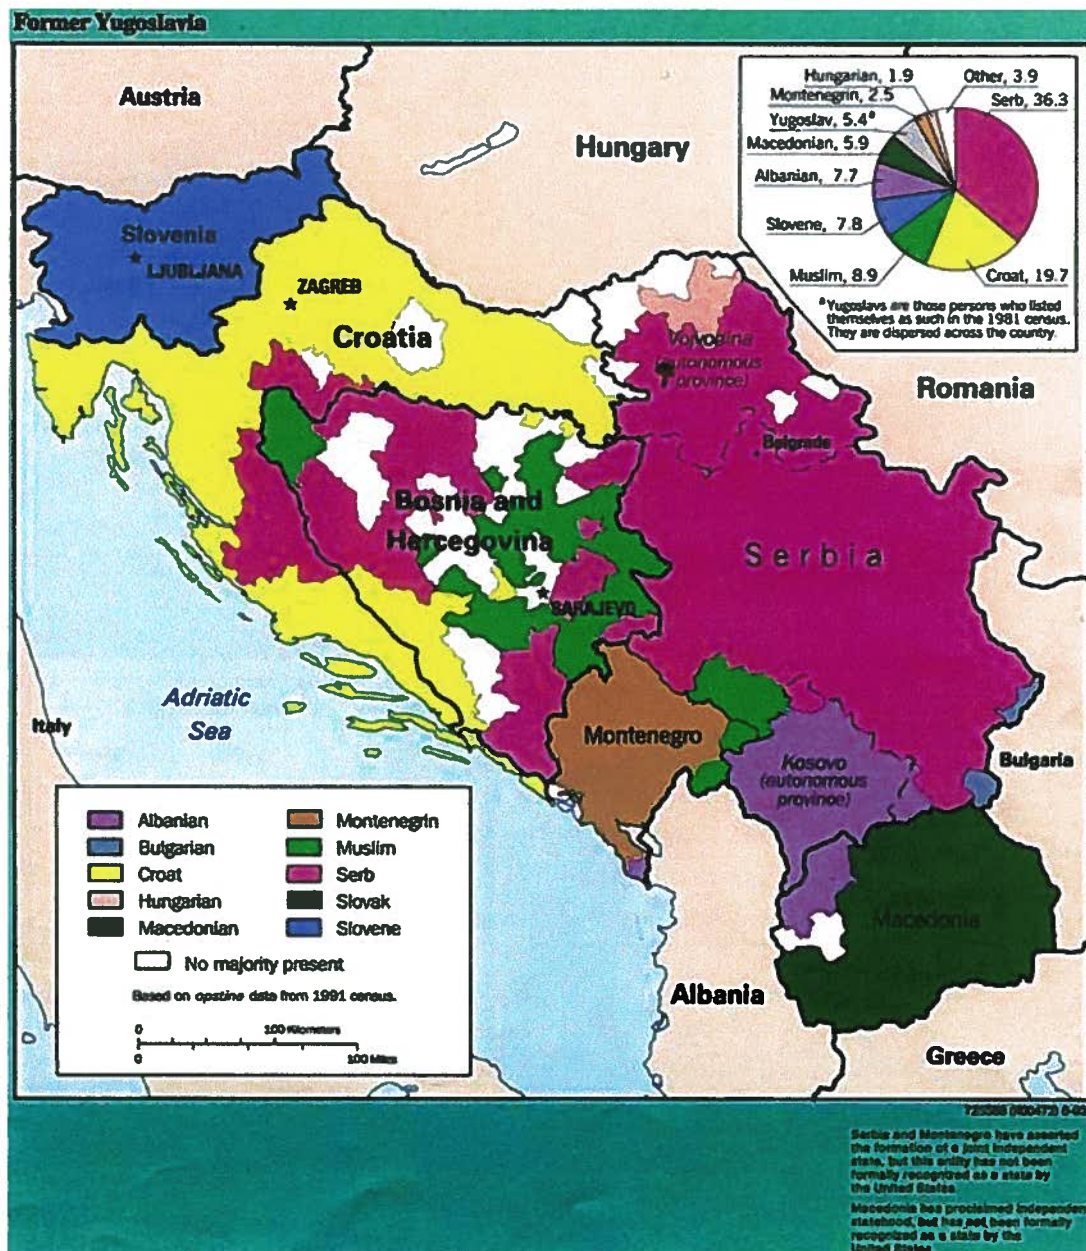 Former Yugoslavia
Austria
Hungary
Hungarian, 1.9
Other, 3.9
Montenegrin, 2.5
Serb, 36.3
Yugoslav, 5.4ª
Macedonian, 5.9
Albanian, 7.7
Slovene, 7.8
Muslim, 8.9
Croat, 19.7
ªYugoslavs are those persons who listed
themselves as such in the 1981 census.
They are dispersed across the country.
Slovenia
LJUBLJANA
ZAGREB
Croatia
Vojvodina
(autonomous
province)
Romania
Belgrade
Bosnia and
Hercegovina
SARAJEVO
Serbia
Adriatic
Sea
Italy
Montenegro
Kosovo
(autonomous
province)
Bulgaria
Macedonia
Albania
Greece
Albanian
Bulgarian
Croat
Hungarian
Macedonian
Montenegrin
Muslim
Serb
Slovak
Slovene
No majority present
Based on opstine data from 1991 census.
0 100 Kilometers
0 100 Miles
Serbia and Montenegro have asserted
the formation of a joint independent
state, but this entity has not been
formally recognized as a state by
the United States.
Macedonia has proclaimed independent
statehood, but has not been formally
recognized as a state by the
United States.